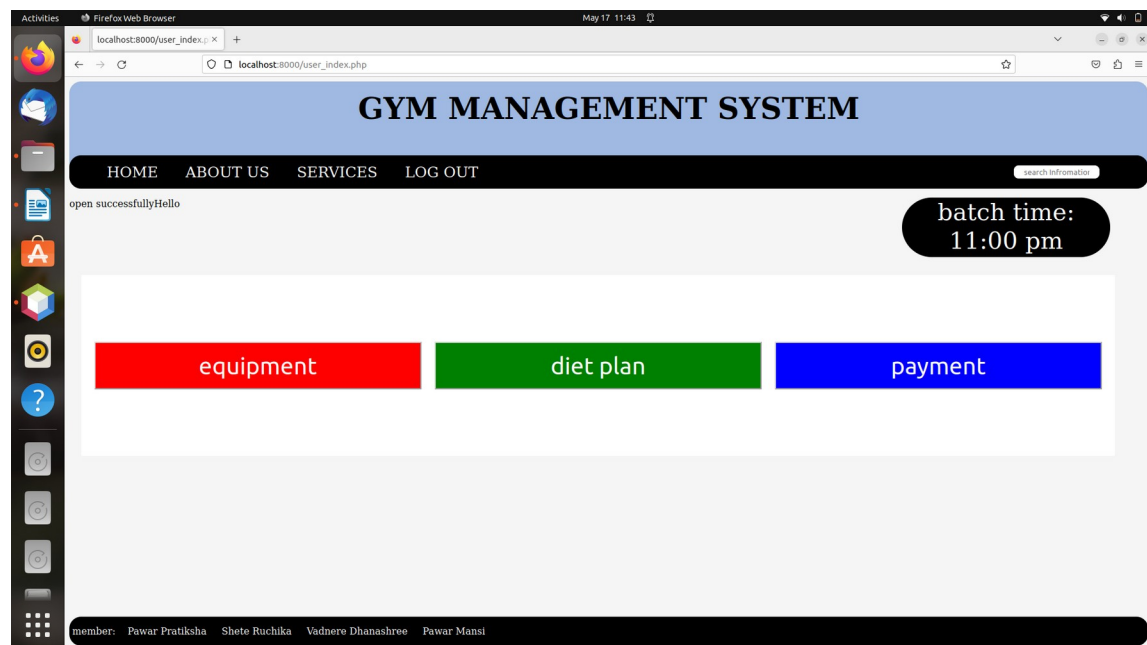 Activities Firefox Web Browser May 17 11:43
localhost:8000/user_index.p
localhost:8000/user_index.php
GYM MANAGEMENT SYSTEM
HOME ABOUT US SERVICES LOG OUT search Infromation
open successfullyHello
batch time:
11:00 pm
equipment diet plan payment
member: Pawar Pratiksha Shete Ruchika Vadnere Dhanashree Pawar Mansi